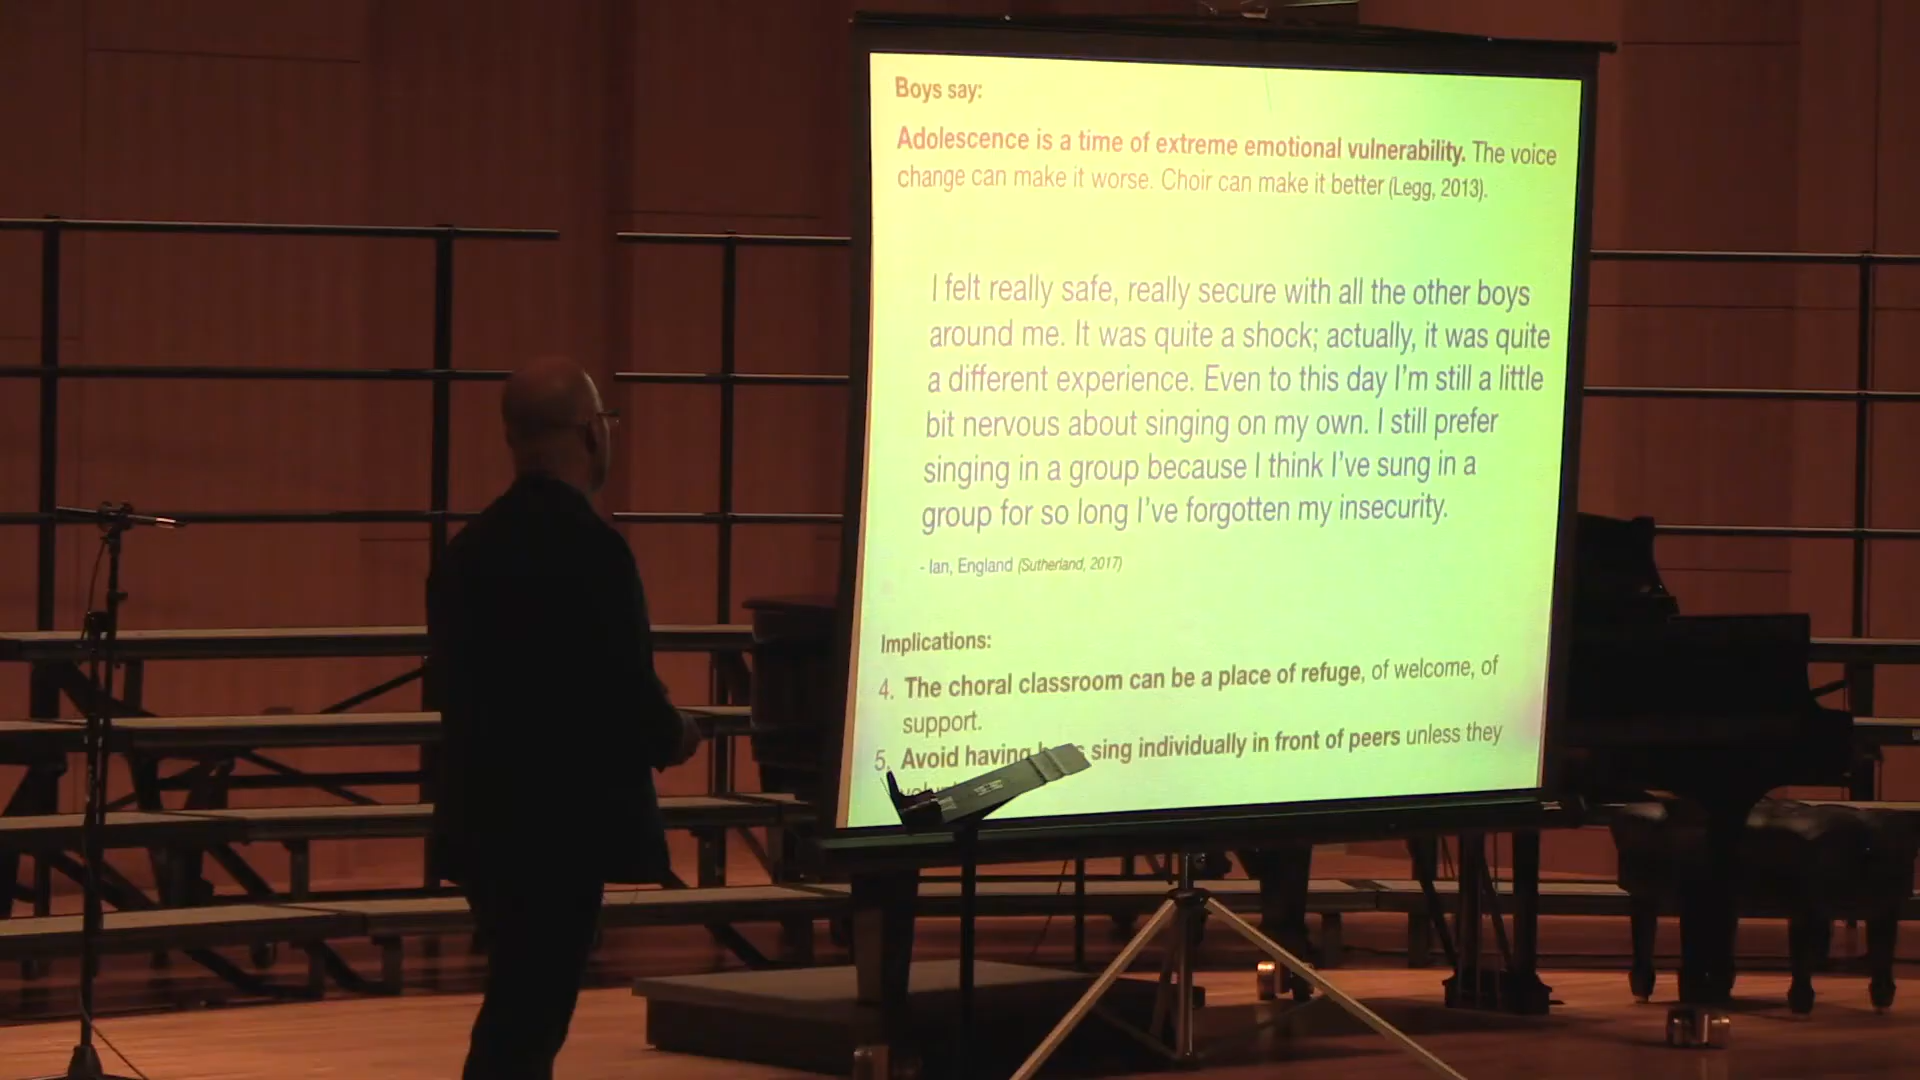 Boys say:
Adolescence is a time of extreme emotional vulnerability. The voice
change can make it worse. Choir can make it better (Legg, 2013).
I felt really safe, really secure with all the other boys
around me. It was quite a shock; actually, it was quite
a different experience. Even to this day I'm still a little
bit nervous about singing on my own. I still prefer
singing in a group because I think I've sung in a
group for so long I've forgotten my insecurity.
- Ian, England (Sutherland, 2017)
Implications:
4. The choral classroom can be a place of refuge, of welcome, of
support.
5. Avoid having sing individually in front of peers unless they